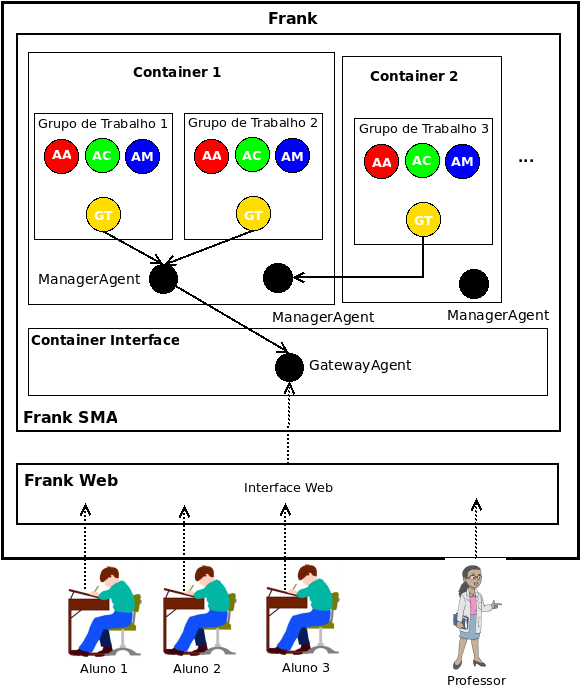 Frank
Container 1
Container 2
Grupo de Trabalho 1
Grupo de Trabalho 2
Grupo de Trabalho 3
AA AC AM
AA AC AM
AA AC AM
...
GT
GT
GT
ManagerAgent
ManagerAgent
ManagerAgent
Container Interface
GatewayAgent
Frank SMA
Frank Web
Interface Web
Aluno 1
Aluno 2
Aluno 3
Professor